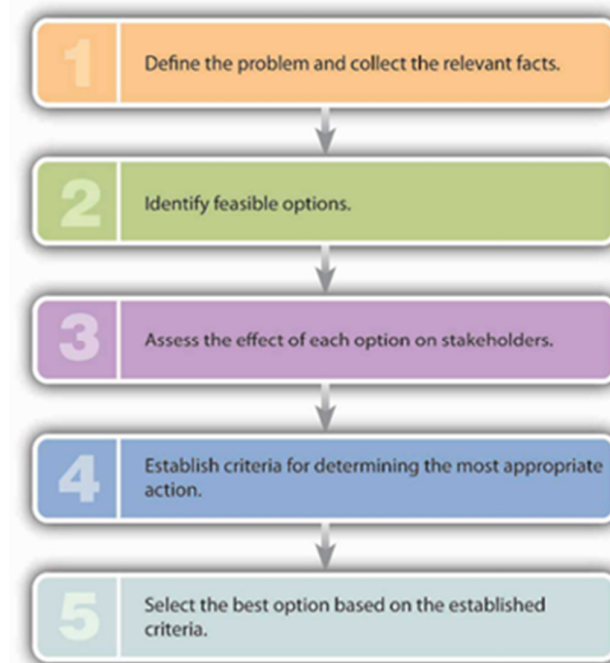 1
Define the problem and collect the relevant facts.
2
Identify feasible options.
3
Assess the effect of each option on stakeholders.
4
Establish criteria for determining the most appropriate
action.
5
Select the best option based on the established
criteria.